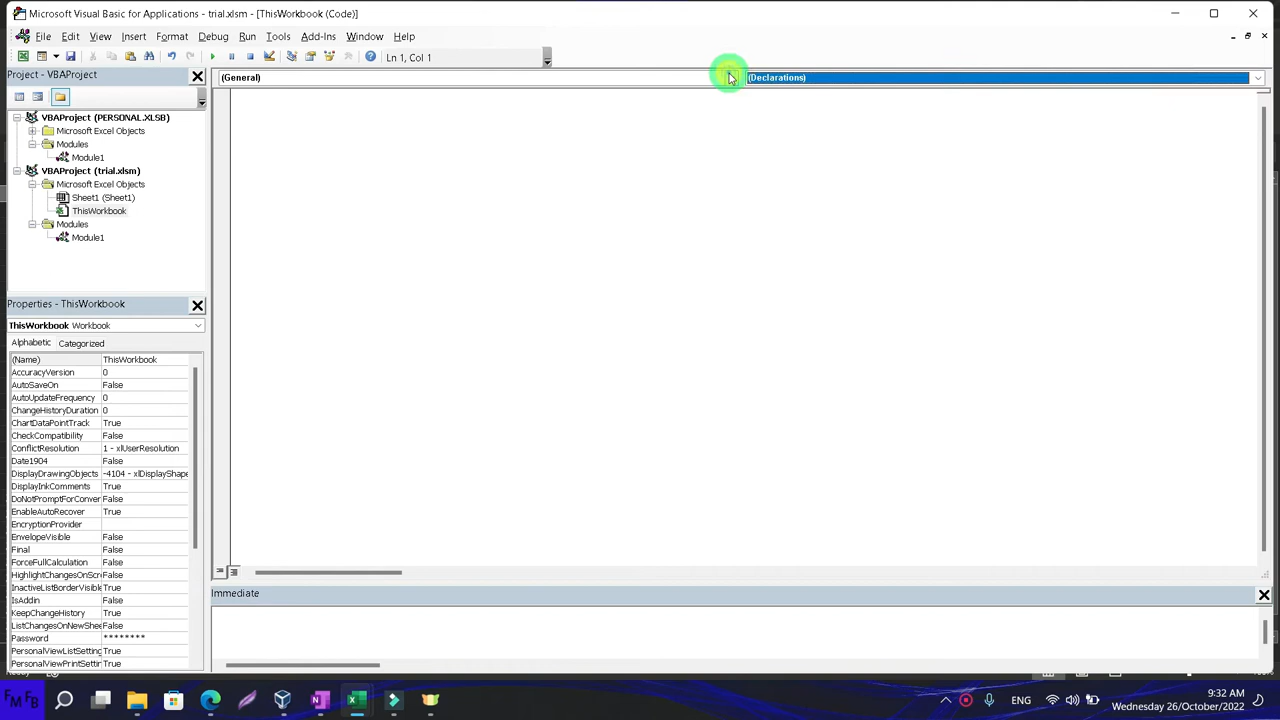 Microsoft Visual Basic for Applications - trial.xlsm - [ThisWorkbook (Code)]
File Edit View Insert Format Debug Run Tools Add-Ins Window Help
Ln 1, Col 1
Project - VBAProject
(General)
(Declarations)
VBAProject (PERSONAL.XLSB)
Microsoft Excel Objects
Modules
Module1
VBAProject (trial.xlsm)
Microsoft Excel Objects
Sheet1 (Sheet1)
ThisWorkbook
Modules
Module1
Properties - ThisWorkbook
ThisWorkbook Workbook
Alphabetic Categorized
(Name) ThisWorkbook
AccuracyVersion 0
AutoSaveOn False
AutoUpdateFrequency 0
ChangeHistoryDuration 0
ChartDataPointTrack True
CheckCompatibility False
ConflictResolution 1 - xlUserResolution
Date1904 False
DisplayDrawingObjects -4104 - xlDisplayShape
DisplayInkComments True
DoNotPromptForConver False
EnableAutoRecover True
EncryptionProvider
EnvelopeVisible False
Final False
ForceFullCalculation False
HighlightChangesOnScr False
InactiveListBorderVisible True
IsAddin False
KeepChangeHistory True
ListChangesOnNewShee False
Password ********
PersonalViewListSetting True
PersonalViewPrintSettin True
Immediate
FM FB
ENG
9:32 AM
Wednesday 26/October/2022